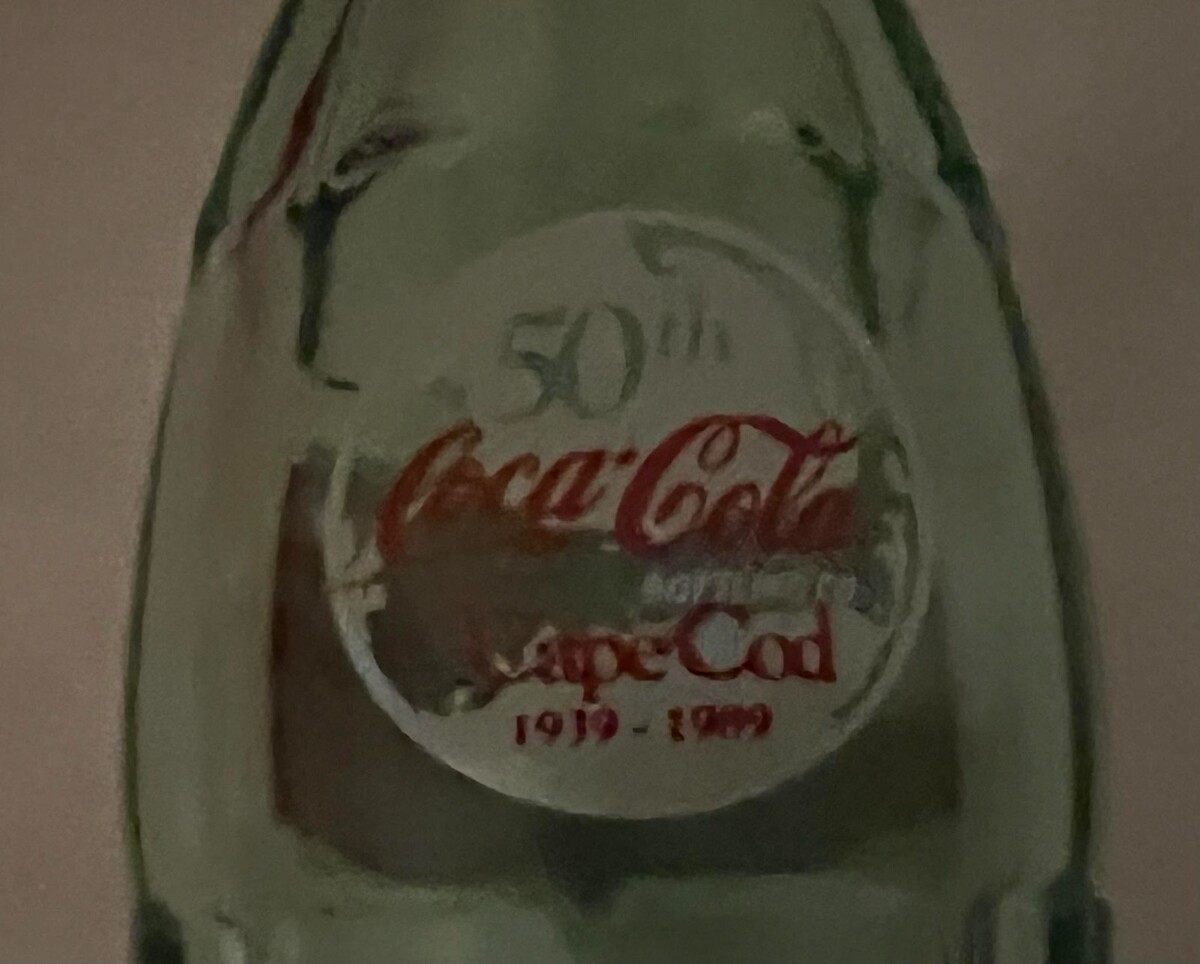 50th
Coca-Cola
Cape Cod
1939 - 1989